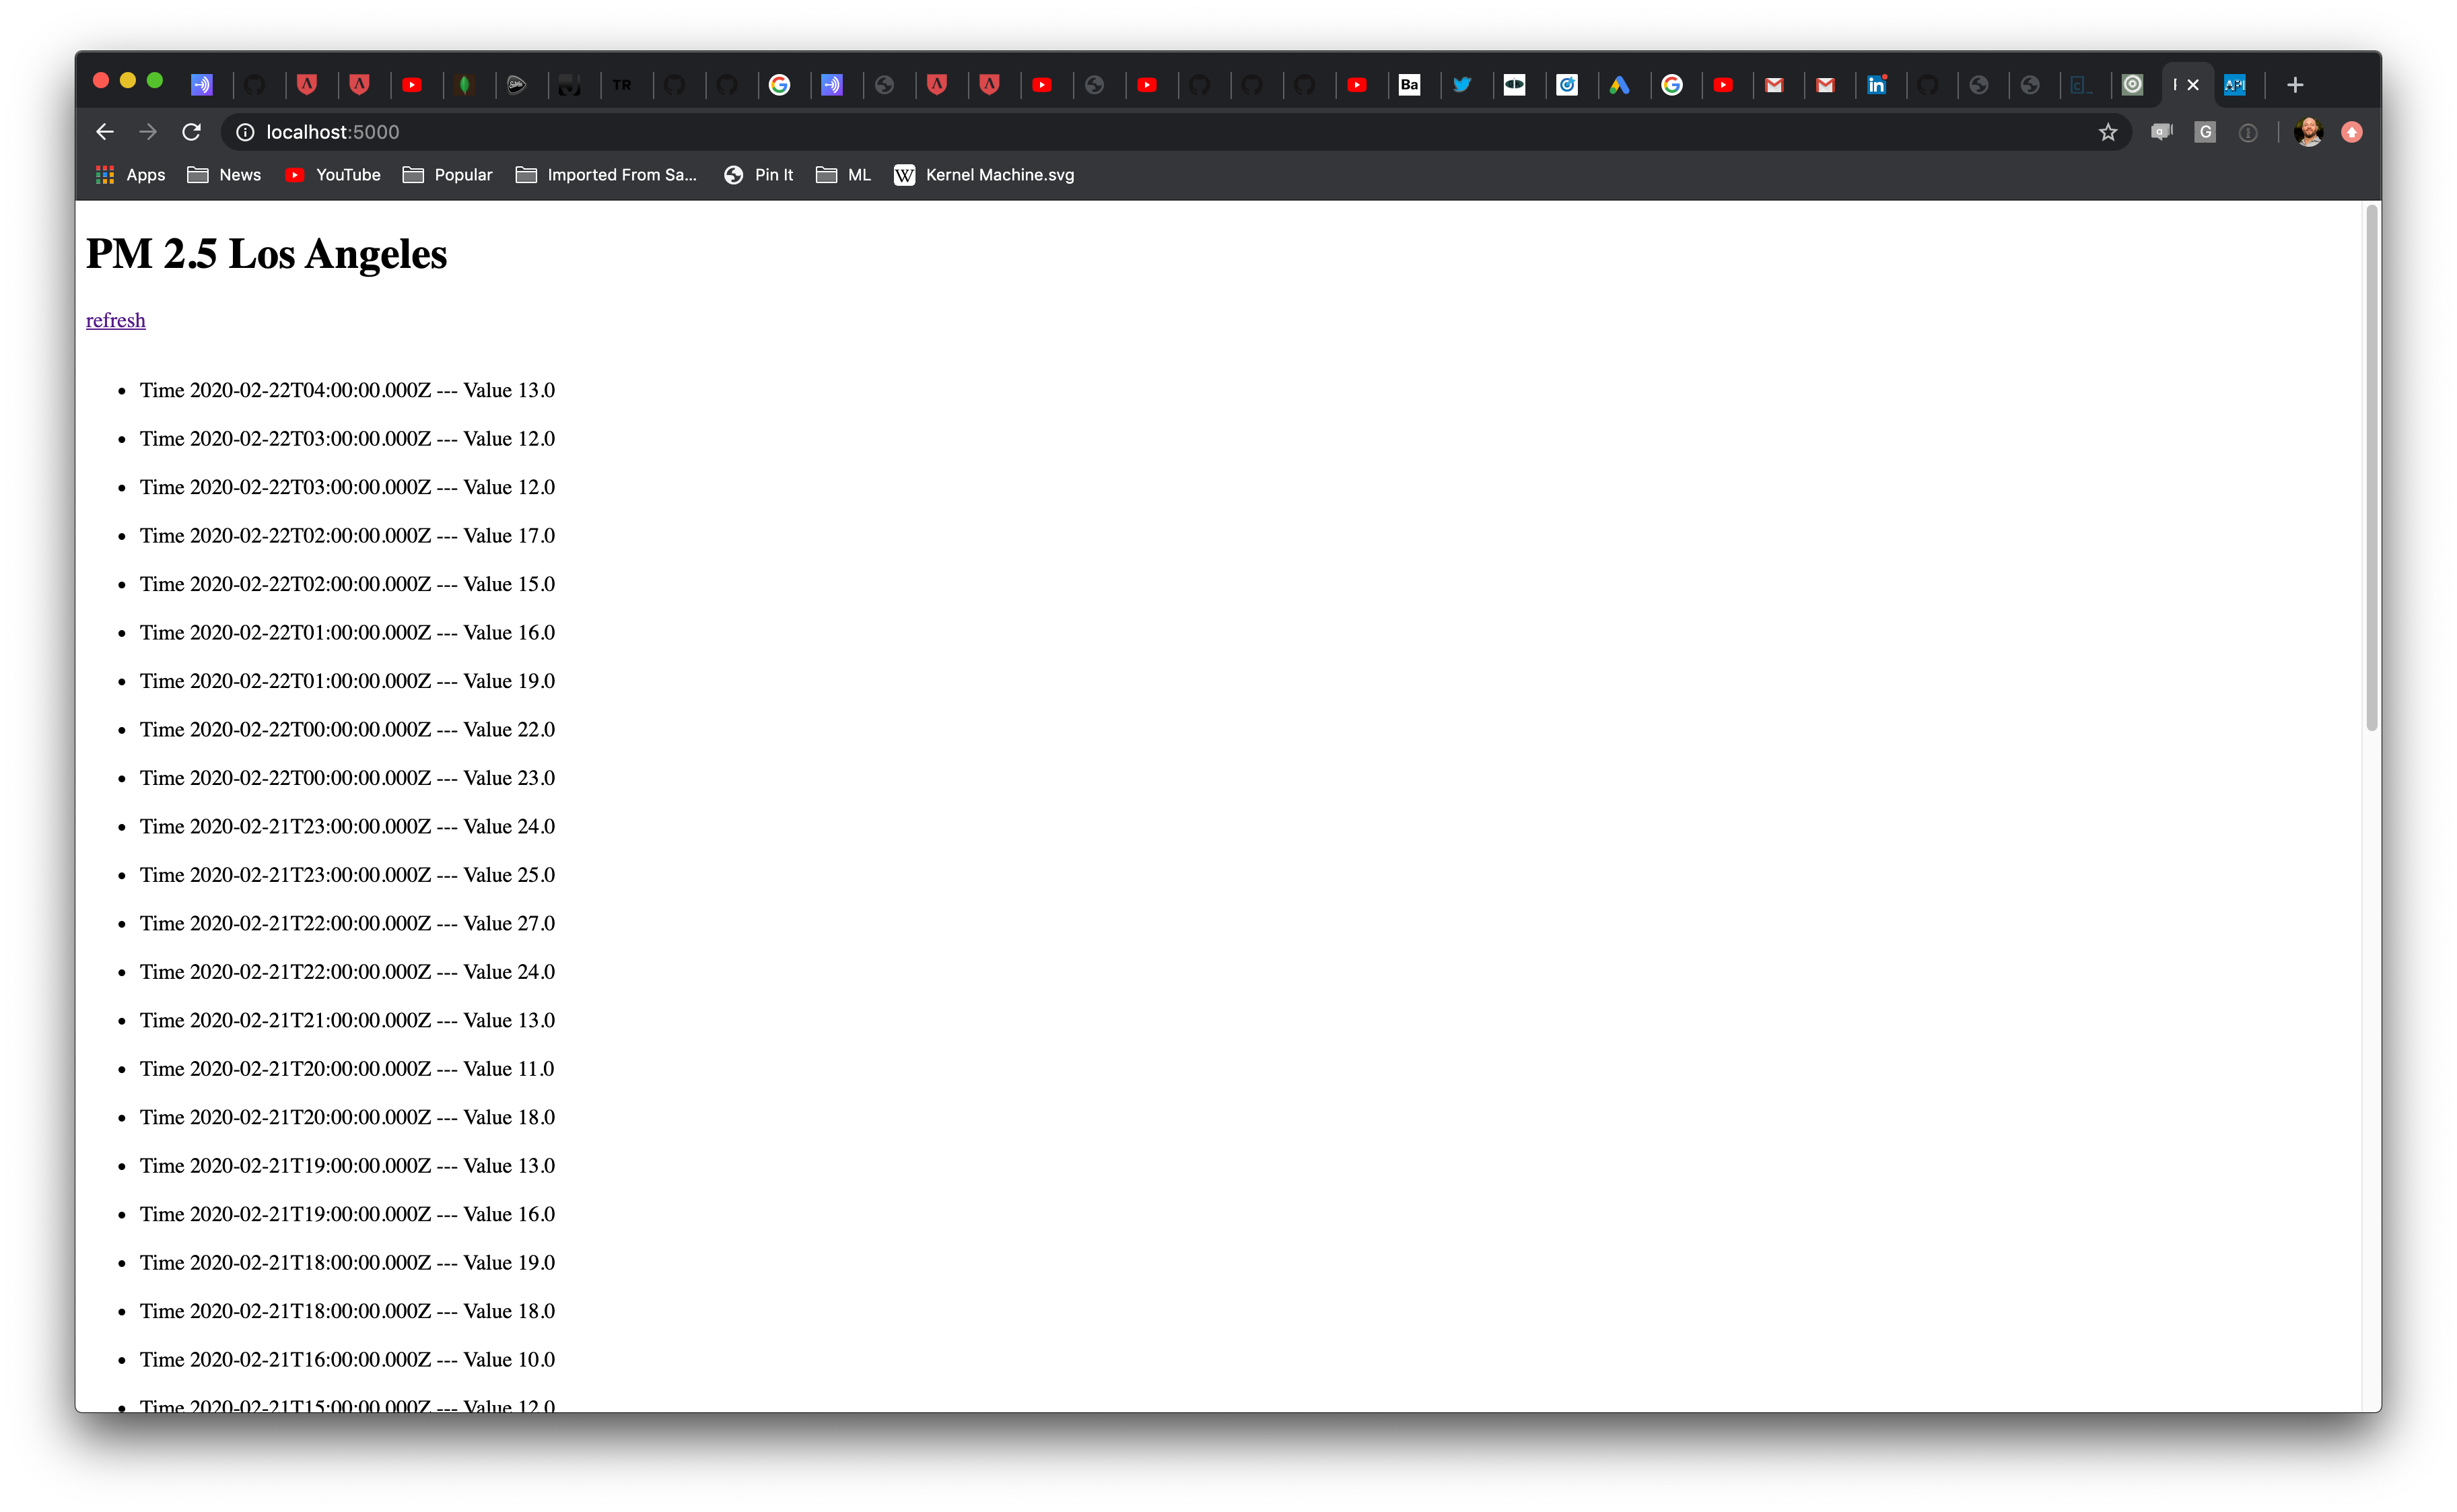 TR
Ba
in
API
localhost:5000
G
Apps
News
YouTube
Popular
Imported From Sa...
Pin It
ML
W Kernel Machine.svg
PM 2.5 Los Angeles
refresh
Time 2020-02-22T04:00:00.000Z --- Value 13.0
Time 2020-02-22T03:00:00.000Z --- Value 12.0
Time 2020-02-22T03:00:00.000Z --- Value 12.0
Time 2020-02-22T02:00:00.000Z --- Value 17.0
Time 2020-02-22T02:00:00.000Z --- Value 15.0
Time 2020-02-22T01:00:00.000Z --- Value 16.0
Time 2020-02-22T01:00:00.000Z --- Value 19.0
Time 2020-02-22T00:00:00.000Z --- Value 22.0
Time 2020-02-22T00:00:00.000Z --- Value 23.0
Time 2020-02-21T23:00:00.000Z --- Value 24.0
Time 2020-02-21T23:00:00.000Z --- Value 25.0
Time 2020-02-21T22:00:00.000Z --- Value 27.0
Time 2020-02-21T22:00:00.000Z --- Value 24.0
Time 2020-02-21T21:00:00.000Z --- Value 13.0
Time 2020-02-21T20:00:00.000Z --- Value 11.0
Time 2020-02-21T20:00:00.000Z --- Value 18.0
Time 2020-02-21T19:00:00.000Z --- Value 13.0
Time 2020-02-21T19:00:00.000Z --- Value 16.0
Time 2020-02-21T18:00:00.000Z --- Value 19.0
Time 2020-02-21T18:00:00.000Z --- Value 18.0
Time 2020-02-21T16:00:00.000Z --- Value 10.0
Time 2020-02-21T15:00:00.000Z --- Value 12.0